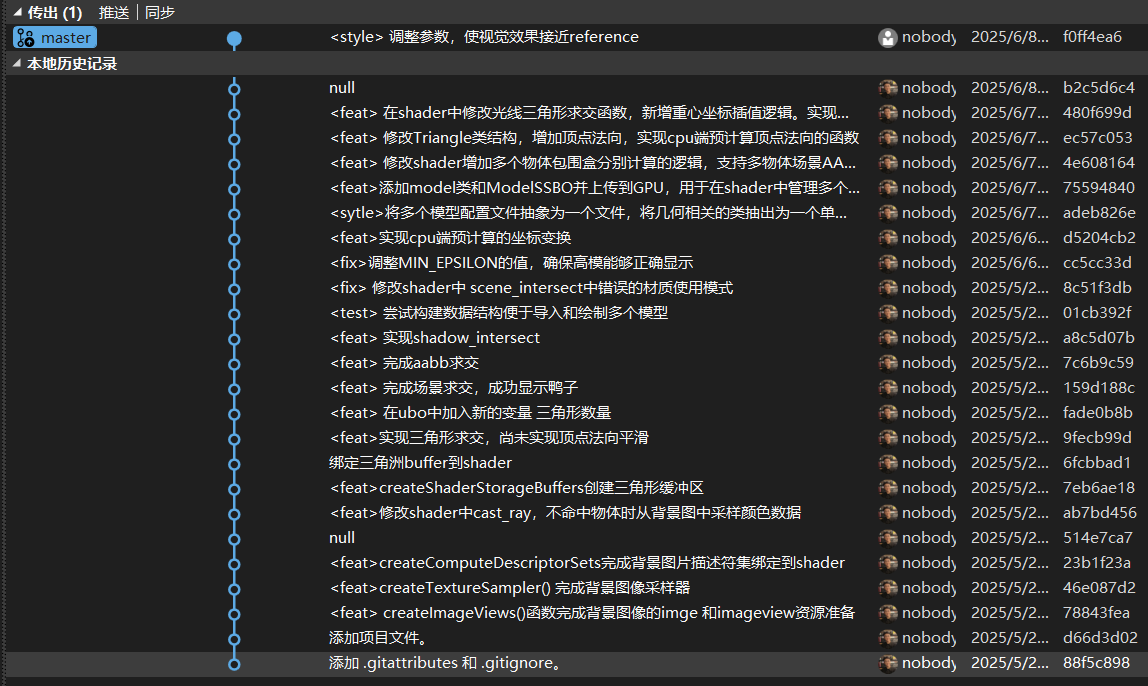 传出 (1) 推送 | 同步
master <style> 调整参数，使视觉效果接近reference nobody 2025/6/8... f0ff4ea6
本地历史记录
null nobody 2025/6/8... b2c5d6c4
<feat> 在shader中修改光线三角形求交函数，新增重心坐标插值逻辑。实现... nobody 2025/6/7... 480f699d
<feat> 修改Triangle类结构，增加顶点法向，实现cpu端预计算顶点法向的函数 nobody 2025/6/7... ec57c053
<feat> 修改shader增加多个物体包围盒分别计算的逻辑，支持多物体场景AA... nobody 2025/6/7... 4e608164
<feat>添加model类和ModelSSBO并上传到GPU，用于在shader中管理多个... nobody 2025/6/7... 75594840
<sytle>将多个模型配置文件抽象为一个文件，将几何相关的类抽出为一个单... nobody 2025/6/7... adeb826e
<feat>实现cpu端预计算的坐标变换 nobody 2025/6/6... d5204cb2
<fix>调整MIN_EPSILON的值，确保高模能够正确显示 nobody 2025/6/6... cc5cc33d
<fix> 修改shader中 scene_intersect中错误的材质使用模式 nobody 2025/5/2... 8c51f3db
<test> 尝试构建数据结构便于导入和绘制多个模型 nobody 2025/5/2... 01cb392f
<feat> 实现shadow_intersect nobody 2025/5/2... a8c5d07b
<feat> 完成aabb求交 nobody 2025/5/2... 7c6b9c59
<feat> 完成场景求交，成功显示鸭子 nobody 2025/5/2... 159d188c
<feat> 在ubo中加入新的变量 三角形数量 nobody 2025/5/2... fade0b8b
<feat>实现三角形求交，尚未实现顶点法向平滑 nobody 2025/5/2... 9fecb99d
绑定三角洲buffer到shader nobody 2025/5/2... 6fcbbad1
<feat>createShaderStorageBuffers创建三角形缓冲区 nobody 2025/5/2... 7eb6ae18
<feat>修改shader中cast_ray，不命中物体时从背景图中采样颜色数据 nobody 2025/5/2... ab7bd456
null nobody 2025/5/2... 514e7ca7
<feat>createComputeDescriptorSets完成背景图片描述符集绑定到shader nobody 2025/5/2... 23b1f23a
<feat>createTextureSampler() 完成背景图像采样器 nobody 2025/5/2... 46e087d2
<feat> createImageViews()函数完成背景图像的imge 和imageview资源准备 nobody 2025/5/2... 78843fea
添加项目文件。 nobody 2025/5/2... d66d3d02
添加 .gitattributes 和 .gitignore。 nobody 2025/5/2... 88f5c898